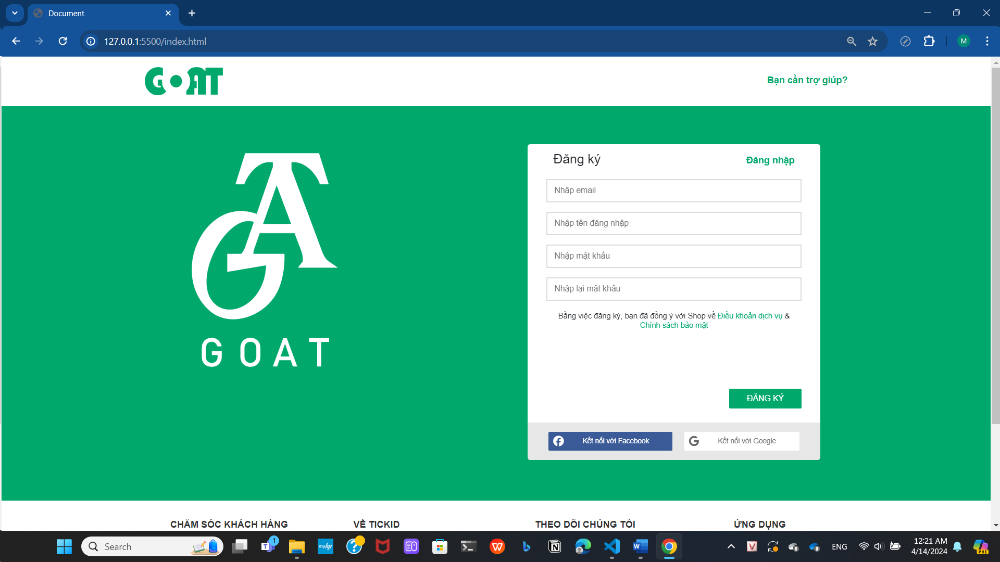 Document
127.0.0.1:5500/index.html
M
GOAT
Bạn cần trợ giúp?
GOAT
Đăng ký
Đăng nhập
Nhập email
Nhập tên đăng nhập
Nhập mật khẩu
Nhập lại mật khẩu
Bằng việc đăng ký, bạn đã đồng ý với Shop về Điều khoản dịch vụ &
Chính sách bảo mật
ĐĂNG KÝ
Kết nối với Facebook
Kết nối với Google
CHĂM SÓC KHÁCH HÀNG
VỀ TICKID
THEO DÕI CHÚNG TÔI
ỨNG DỤNG
Search
1
myhp
ENG
12:21 AM
4/14/2024
PRE